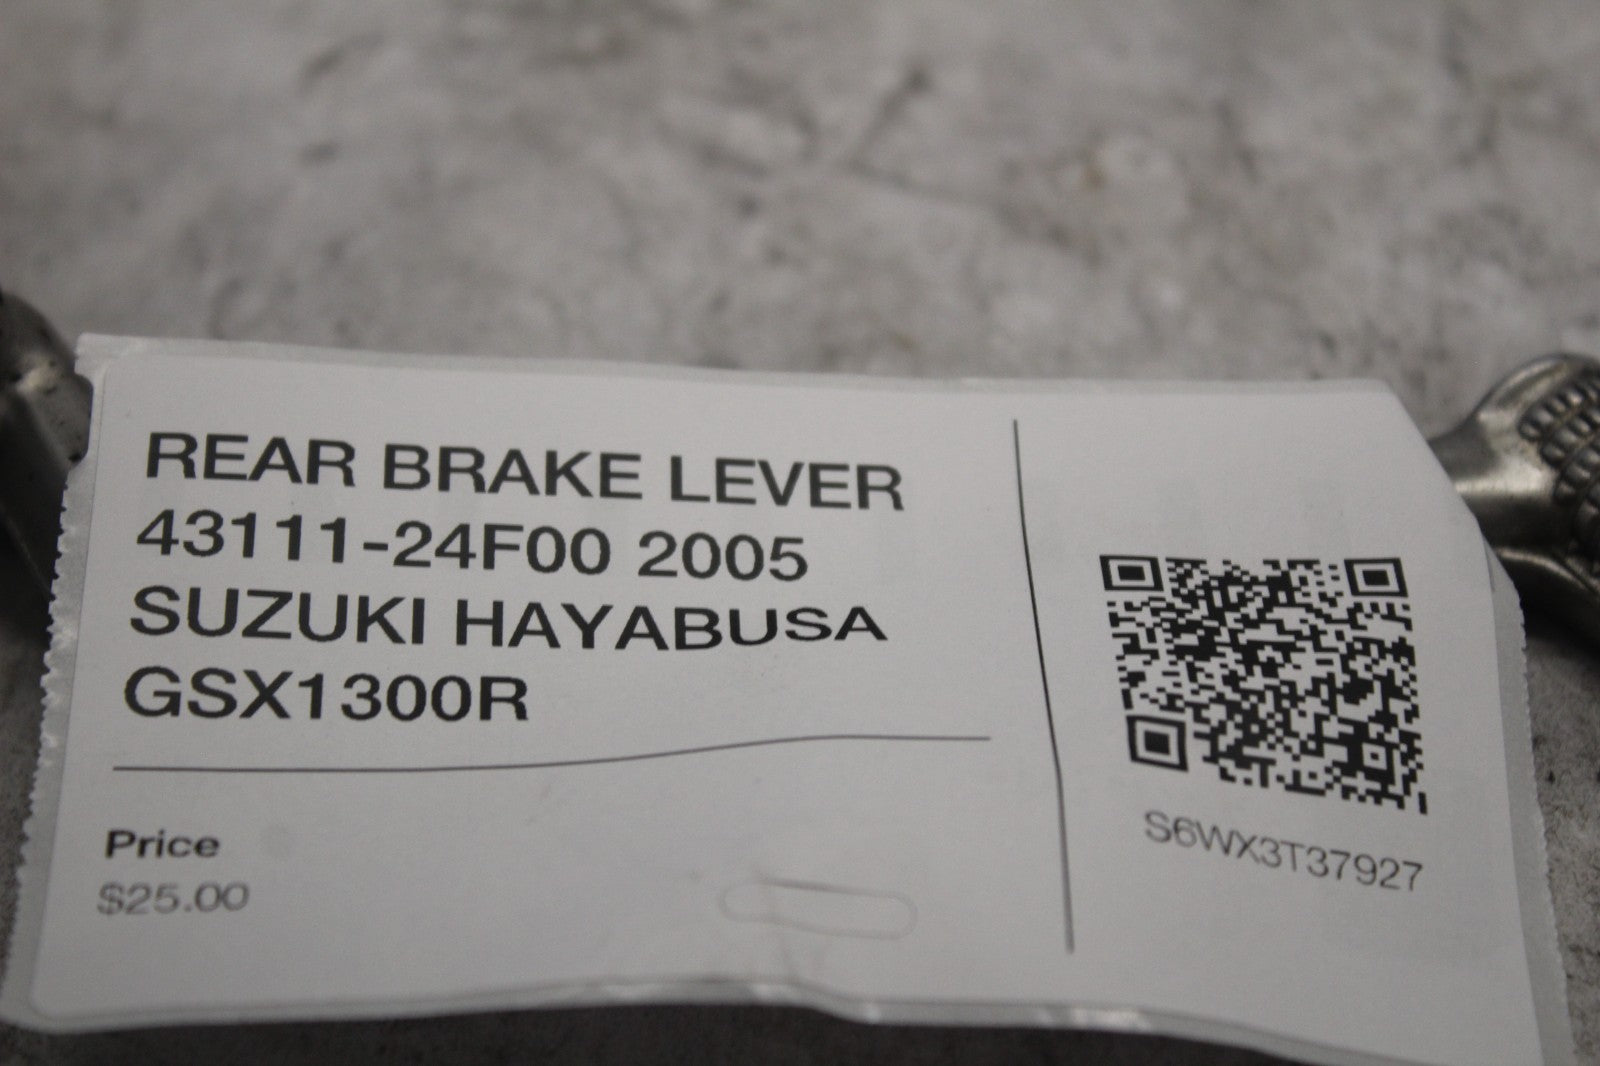 REAR BRAKE LEVER
43111-24F00 2005
SUZUKI HAYABUSA
GSX1300R
Price
$25.00
S6WX3T37927